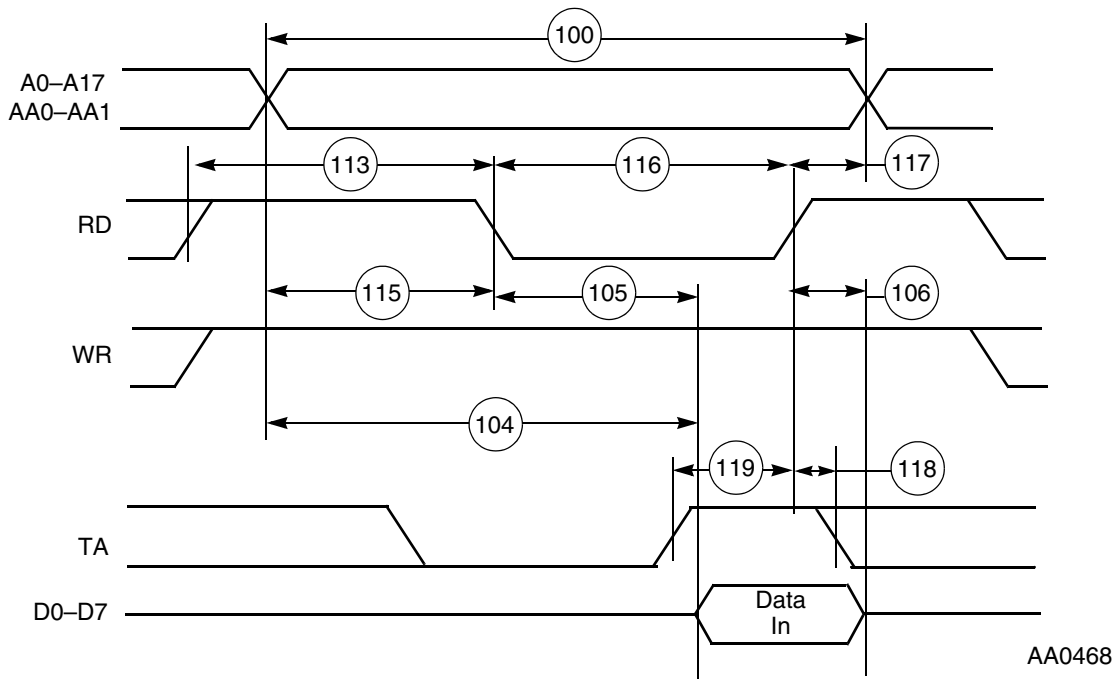 100
A0–A17
AA0–AA1
113
116
117
RD
115
105
106
WR
104
119
118
TA
D0–D7
Data
In
AA0468